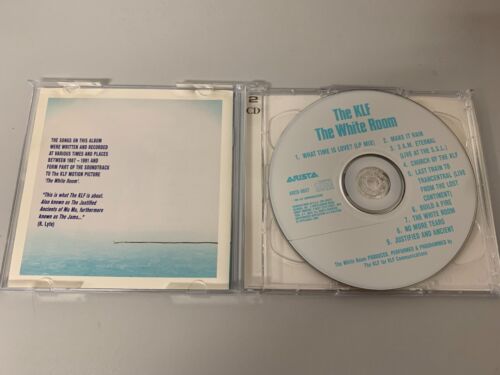 THE SONGS ON THIS ALBUM
WERE WRITTEN AND RECORDED
AT VARIOUS TIMES AND PLACES
BETWEEN 1987 - 1991 AND
FORM PART OF THE SOUNDTRACK
TO The KLF MOTION PICTURE
'The White Room'.
"This is what The KLF is about.
Also known as The Justified
Ancients of Mu Mu, furthermore
known as The Jams..."
(R. Lyte)
2
CD
The KLF
The White Room
1. WHAT TIME IS LOVE? (LP MIX)
2. MAKE IT RAIN
3. 3 A.M. ETERNAL
(LIVE AT THE S.S.L.)
4. CHURCH OF THE KLF
5. LAST TRAIN TO
TRANCENTRAL (LIVE
FROM THE LOST
CONTINENT)
6. BUILD A FIRE
7. THE WHITE ROOM
8. NO MORE TEARS
9. JUSTIFIED AND ANCIENT
ARISTA
The White Room PRODUCED, PERFORMED & PROGRAMMED by
The KLF for KLF Communications